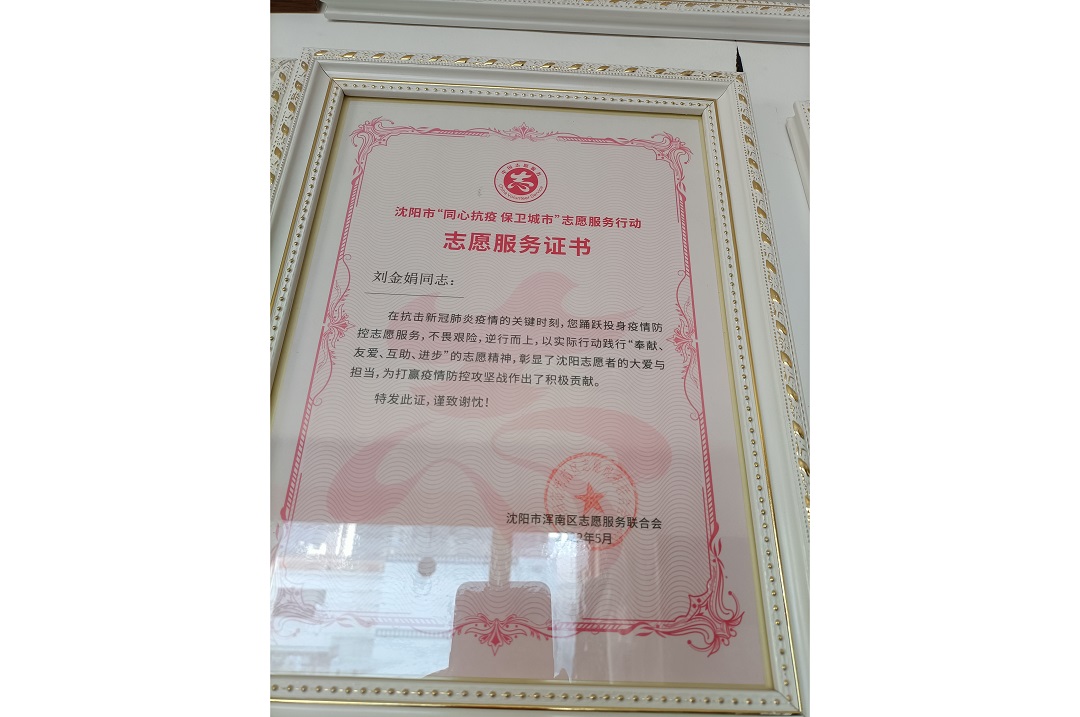 沈阳市“同心抗疫 保卫城市”志愿服务行动
志愿服务证书
刘金娟同志：
在抗击新冠肺炎疫情的关键时刻，您踊跃投身疫情防
控志愿服务，不畏艰险，逆行而上，以实际行动践行“奉献、
友爱、互助、进步”的志愿精神，彰显了沈阳志愿者的大爱与
担当，为打赢疫情防控攻坚战作出了积极贡献。
特发此证，谨致谢忱！
沈阳市浑南区志愿服务联合会
2年5月